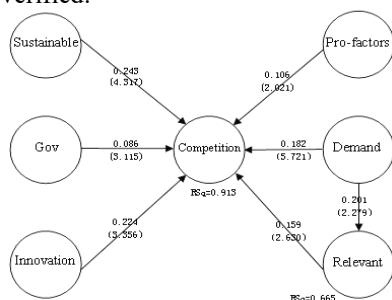 verified.
Sustainable
Pro-factors
0.243
(4.317)
0.106
(2.021)
Gov
0.086
(3.115)
Competition
0.182
(5.721)
Demand
RSq=0.913
0.201
(2.279)
0.224
(3.356)
0.159
(2.630)
Innovation
Relevant
RSq=0.665